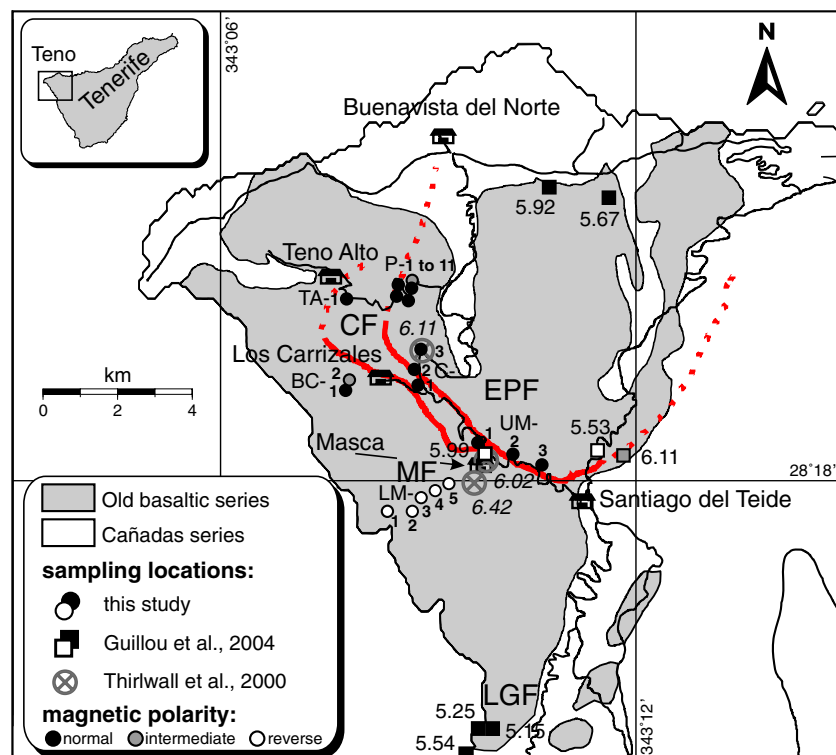 Teno
Tenerife
343°06'
N
Buenavista del Norte
5.92
5.67
Teno Alto
P-1 to 11
TA-1
CF
6.11
3
Los Carrizales
2
C-
1
BC-
2
1
km
0 2 4
EPF
UM-
1
2
3
5.53
Masca
5.99
6.11
MF
6.02
28°18'
LM-
5
4
3
2
1
6.42
Santiago del Teide
Old basaltic series
Cañadas series
sampling locations:
this study
Guillou et al., 2004
Thirlwall et al., 2000
magnetic polarity:
normal intermediate reverse
LGF
5.25
5.15
5.54
343°12'